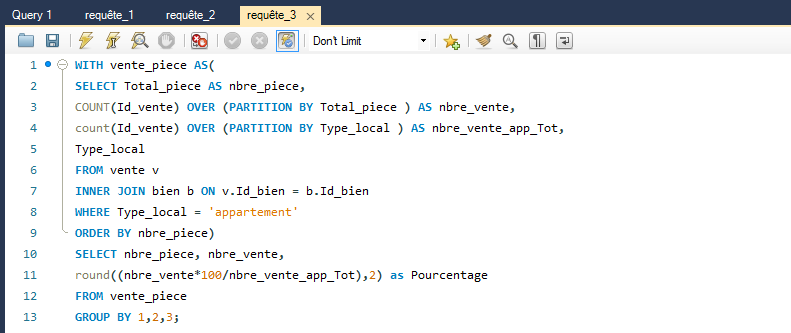 Query 1 requête_1 requête_2 requête_3
Don't Limit
1 WITH vente_piece AS(
2 SELECT Total_piece AS nbre_piece,
3 COUNT(Id_vente) OVER (PARTITION BY Total_piece ) AS nbre_vente,
4 count(Id_vente) OVER (PARTITION BY Type_local ) AS nbre_vente_app_Tot,
5 Type_local
6 FROM vente v
7 INNER JOIN bien b ON v.Id_bien = b.Id_bien
8 WHERE Type_local = 'appartement'
9 ORDER BY nbre_piece)
10 SELECT nbre_piece, nbre_vente,
11 round((nbre_vente*100/nbre_vente_app_Tot),2) as Pourcentage
12 FROM vente_piece
13 GROUP BY 1,2,3;